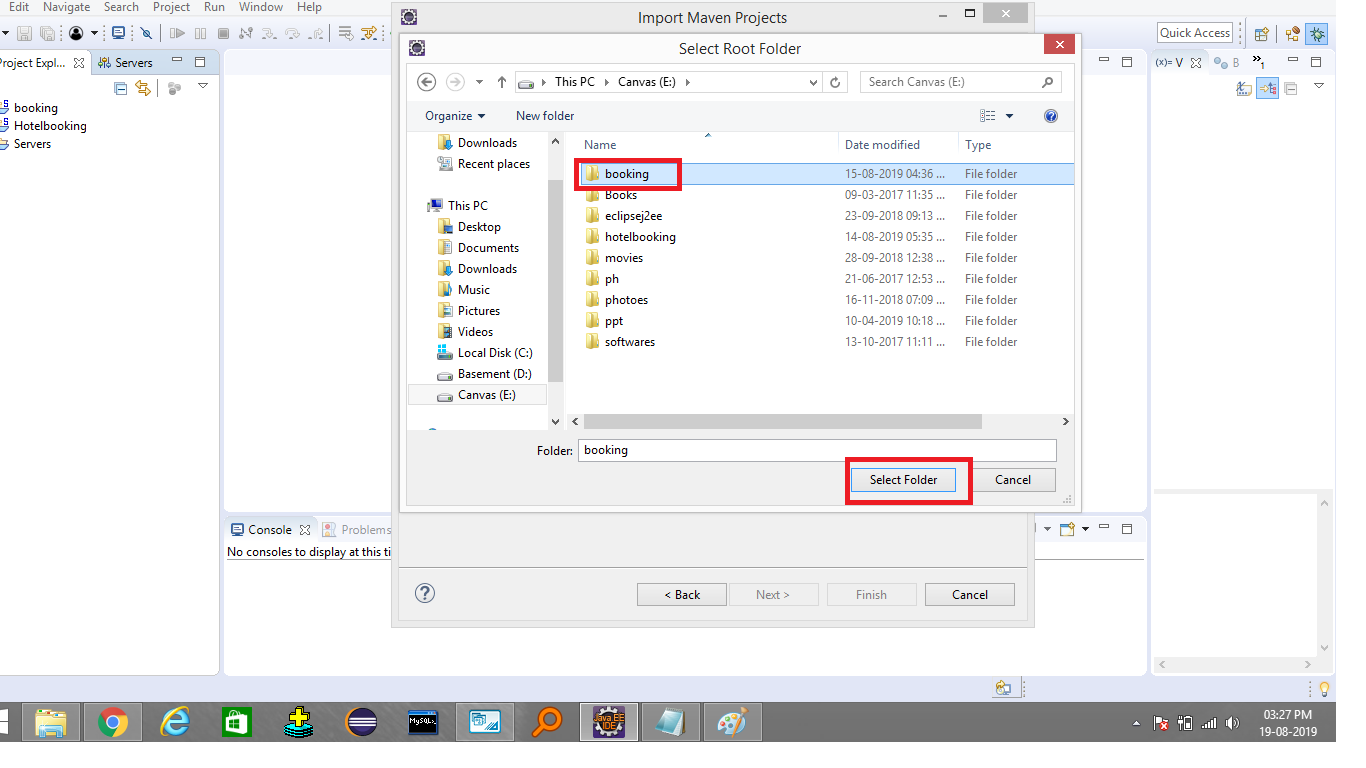 Edit Navigate Search Project Run Window Help
Import Maven Projects
Quick Access
Select Root Folder
Project Expl... Servers
(x)= V B »1
This PC Canvas (E:)
Search Canvas (E:)
Organize New folder
booking
Hotelbooking
Servers
Downloads
Recent places
This PC
Desktop
Documents
Downloads
Music
Pictures
Videos
Local Disk (C:)
Basement (D:)
Canvas (E:)
Name Date modified Type
booking 15-08-2019 04:36 ... File folder
Books 09-03-2017 11:35 ... File folder
eclipsej2ee 23-09-2018 09:13 ... File folder
hotelbooking 14-08-2019 05:35 ... File folder
movies 28-09-2018 12:38 ... File folder
ph 21-06-2017 12:53 ... File folder
photoes 16-11-2018 07:09 ... File folder
ppt 10-04-2019 10:18 ... File folder
softwares 13-10-2017 11:11 ... File folder
Folder: booking
Select Folder Cancel
Console Problems
No consoles to display at this ti
< Back Next > Finish Cancel
MySQL
Java EE
IDE
03:27 PM
19-08-2019